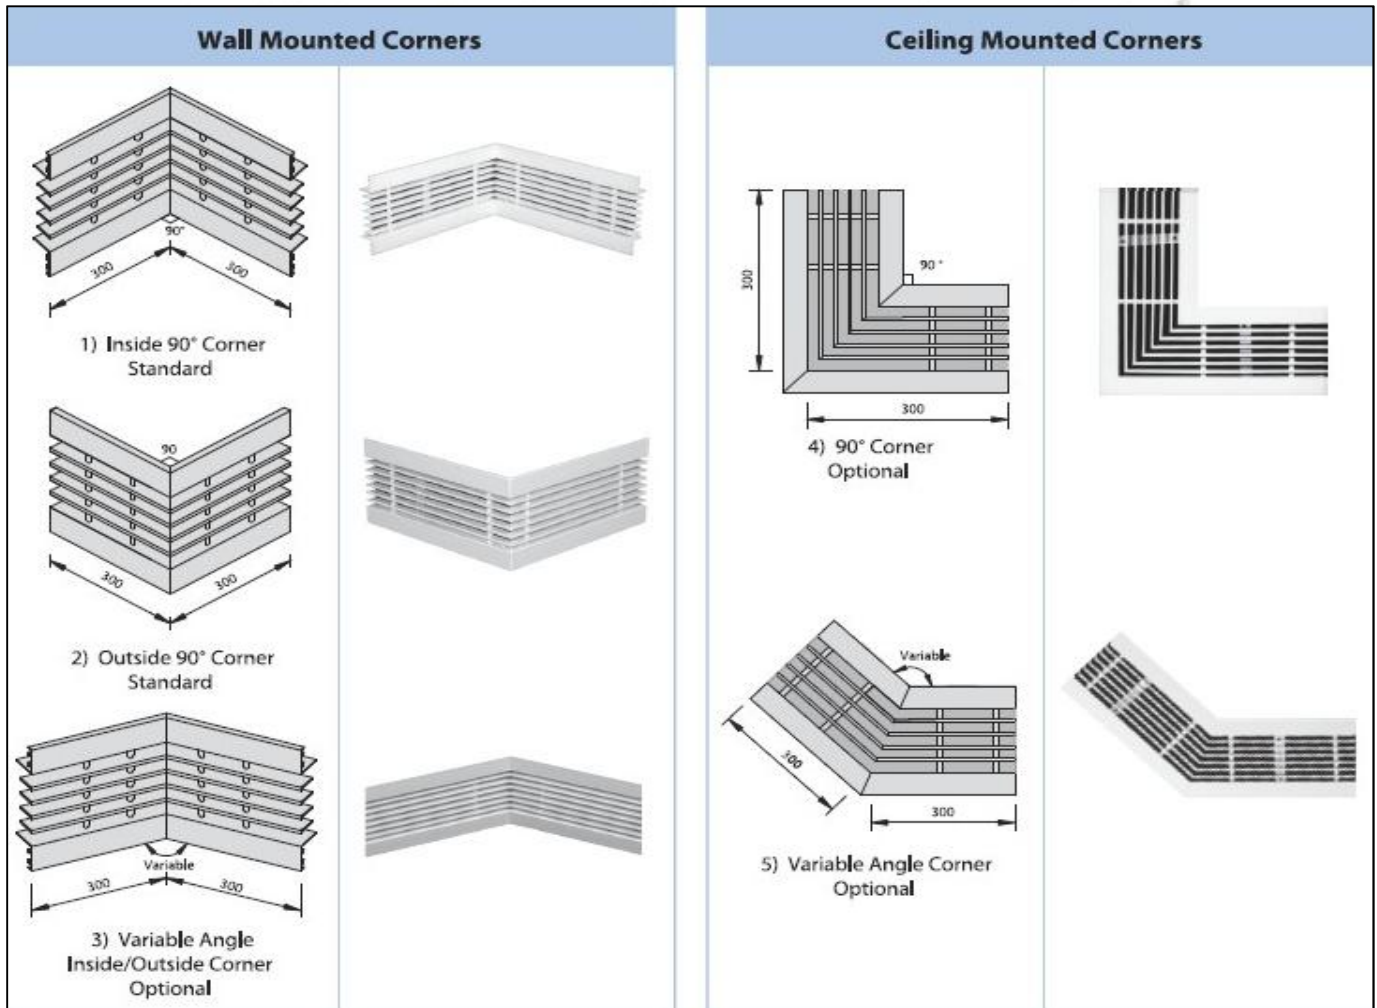 Wall Mounted Corners
90°
300
300
1) Inside 90° Corner
Standard
90
300
300
2) Outside 90° Corner
Standard
Variable
300
300
3) Variable Angle
Inside/Outside Corner
Optional
Ceiling Mounted Corners
90 °
300
300
4) 90° Corner
Optional
Variable
300
300
5) Variable Angle Corner
Optional